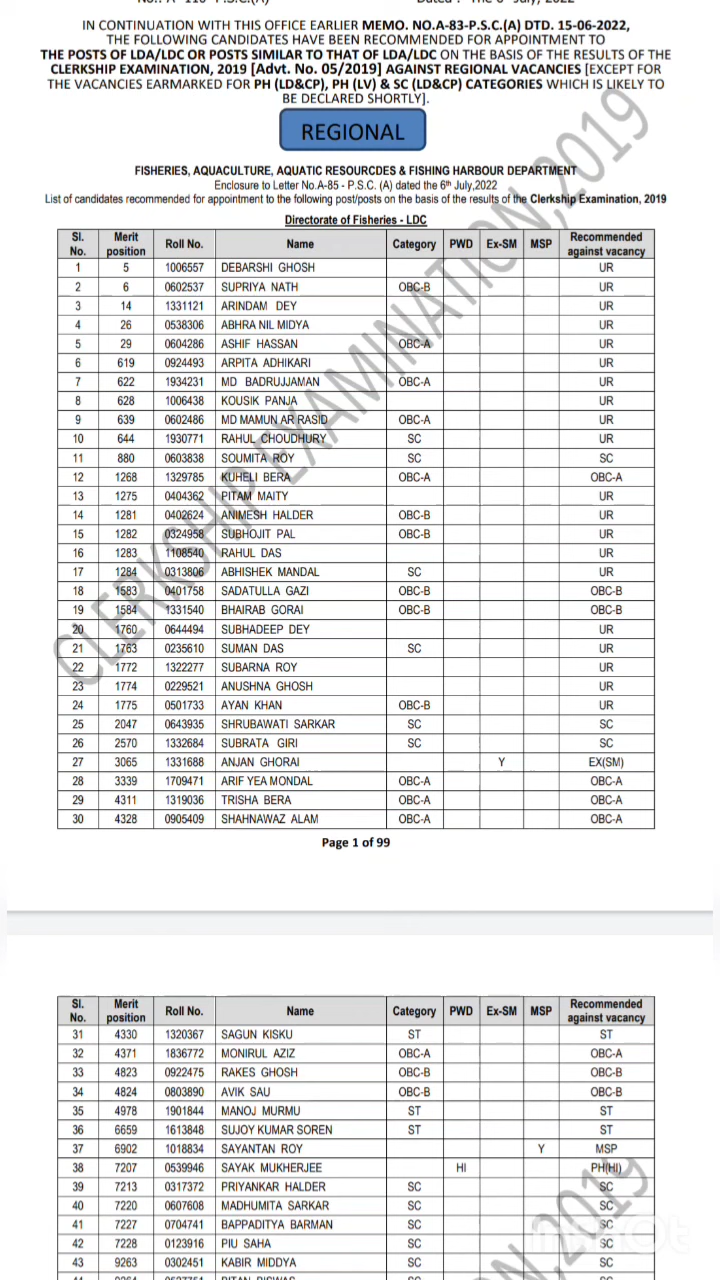 No.: A- 116- P.S.C.(A) Dated : The 6th July, 2022
IN CONTINUATION WITH THIS OFFICE EARLIER MEMO. NO.A-83-P.S.C.(A) DTD. 15-06-2022,
THE FOLLOWING CANDIDATES HAVE BEEN RECOMMENDED FOR APPOINTMENT TO
THE POSTS OF LDA/LDC OR POSTS SIMILAR TO THAT OF LDA/LDC ON THE BASIS OF THE RESULTS OF THE
CLERKSHIP EXAMINATION, 2019 [Advt. No. 05/2019] AGAINST REGIONAL VACANCIES [EXCEPT FOR
THE VACANCIES EARMARKED FOR PH (LD&CP), PH (LV) & SC (LD&CP) CATEGORIES WHICH IS LIKELY TO
BE DECLARED SHORTLY].
REGIONAL
FISHERIES, AQUACULTURE, AQUATIC RESOURCDES & FISHING HARBOUR DEPARTMENT
Enclosure to Letter No.A-85 - P.S.C. (A) dated the 6th July,2022
List of candidates recommended for appointment to the following post/posts on the basis of the results of the Clerkship Examination, 2019
Directorate of Fisheries - LDC
Sl. No. Merit position Roll No. Name Category PWD Ex-SM MSP Recommended against vacancy
1 5 1006557 DEBARSHI GHOSH UR
2 6 0602537 SUPRIYA NATH OBC-B UR
3 14 1331121 ARINDAM DEY UR
4 26 0538306 ABHRA NIL MIDYA UR
5 29 0604286 ASHIF HASSAN OBC-A UR
6 619 0924493 ARPITA ADHIKARI UR
7 622 1934231 MD BADRUJJAMAN OBC-A UR
8 628 1006438 KOUSIK PANJA UR
9 639 0602486 MD MAMUN AR RASID OBC-A UR
10 644 1930771 RAHUL CHOUDHURY SC UR
11 880 0603838 SOUMITA ROY SC SC
12 1268 1329785 KUHELI BERA OBC-A OBC-A
13 1275 0404362 PITAM MAITY UR
14 1281 0402624 ANIMESH HALDER OBC-B UR
15 1282 0324958 SUBHOJIT PAL OBC-B UR
16 1283 1108540 RAHUL DAS UR
17 1284 0313806 ABHISHEK MANDAL SC UR
18 1583 0401758 SADATULLA GAZI OBC-B OBC-B
19 1584 1331540 BHAIRAB GORAI OBC-B OBC-B
20 1760 0644494 SUBHADEEP DEY UR
21 1763 0235610 SUMAN DAS SC UR
22 1772 1322277 SUBARNA ROY UR
23 1774 0229521 ANUSHNA GHOSH UR
24 1775 0501733 AYAN KHAN OBC-B UR
25 2047 0643935 SHRUBAWATI SARKAR SC SC
26 2570 1332684 SUBRATA GIRI SC SC
27 3065 1331688 ANJAN GHORAI Y EX(SM)
28 3339 1709471 ARIF YEA MONDAL OBC-A OBC-A
29 4311 1319036 TRISHA BERA OBC-A OBC-A
30 4328 0905409 SHAHNAWAZ ALAM OBC-A OBC-A
CLERKSHIP EXAMINATION, 2019
Page 1 of 99
Sl. No. Merit position Roll No. Name Category PWD Ex-SM MSP Recommended against vacancy
31 4330 1320367 SAGUN KISKU ST ST
32 4371 1836772 MONIRUL AZIZ OBC-A OBC-A
33 4823 0922475 RAKES GHOSH OBC-B OBC-B
34 4824 0803890 AVIK SAU OBC-B OBC-B
35 4978 1901844 MANOJ MURMU ST ST
36 6659 1613848 SUJOY KUMAR SOREN ST ST
37 6902 1018834 SAYANTAN ROY Y MSP
38 7207 0539946 SAYAK MUKHERJEE HI PH(HI)
39 7213 0317372 PRIYANKAR HALDER SC SC
40 7220 0607608 MADHUMITA SARKAR SC SC
41 7227 0704741 BAPPADITYA BARMAN SC SC
42 7228 0123916 PIU SAHA SC SC
43 9263 0302451 KABIR MIDDYA SC SC